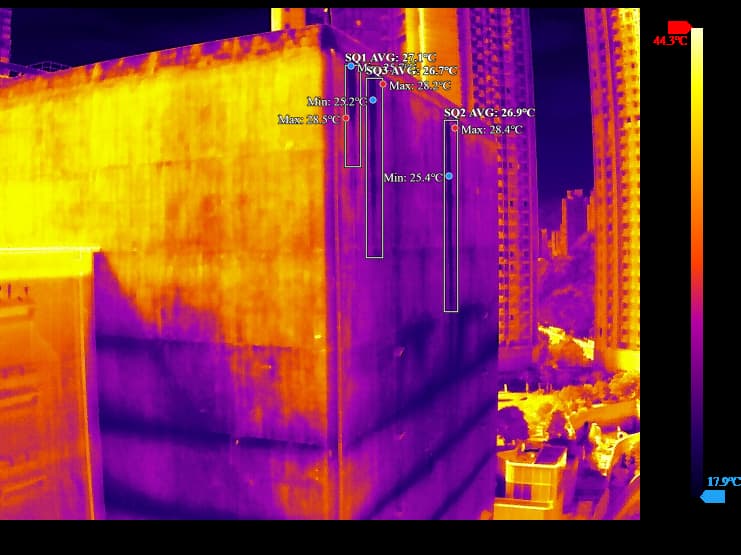 SQ1 AVG: 27.1°C
SQ3 AVG: 26.7°C
Max: 28.2°C
Min: 25.2°C
Max: 28.5°C
SQ2 AVG: 26.9°C
Max: 28.4°C
Min: 25.4°C
44.3°C
17.9°C